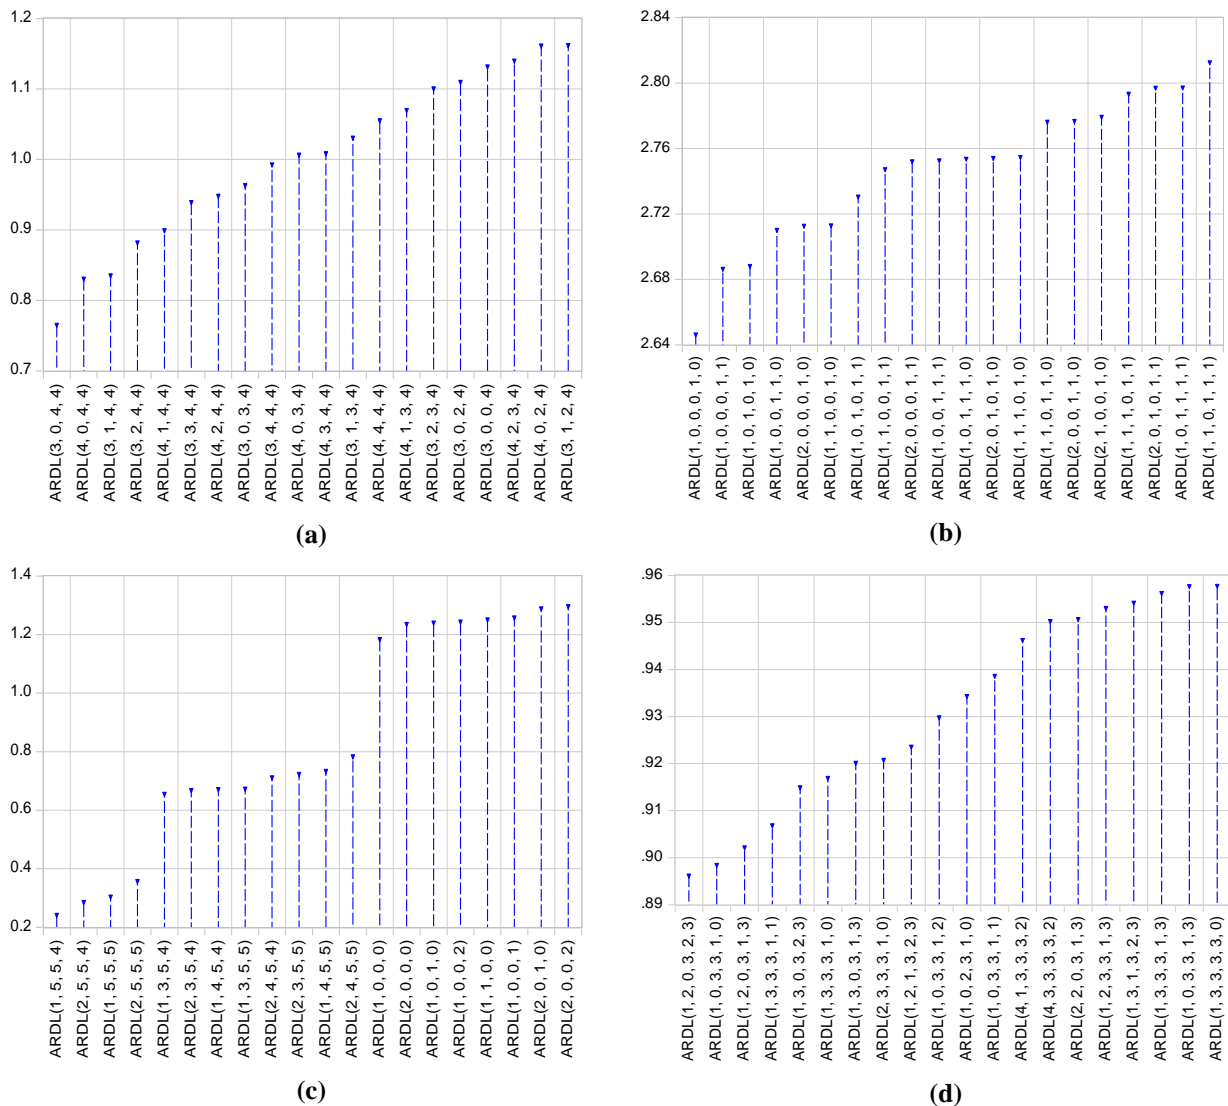 1.2
1.1
1.0
0.9
0.8
0.7
ARDL(3, 0, 4, 4)
ARDL(4, 0, 4, 4)
ARDL(3, 1, 4, 4)
ARDL(3, 2, 4, 4)
ARDL(4, 1, 4, 4)
ARDL(3, 3, 4, 4)
ARDL(4, 2, 4, 4)
ARDL(3, 0, 3, 4)
ARDL(3, 4, 4, 4)
ARDL(4, 0, 3, 4)
ARDL(4, 3, 4, 4)
ARDL(3, 1, 3, 4)
ARDL(4, 4, 4, 4)
ARDL(4, 1, 3, 4)
ARDL(3, 2, 3, 4)
ARDL(3, 0, 2, 4)
ARDL(3, 3, 0, 4)
ARDL(4, 2, 3, 4)
ARDL(4, 0, 2, 4)
ARDL(3, 1, 2, 4)
(a)
2.84
2.80
2.76
2.72
2.68
2.64
ARDL(1, 0, 0, 0, 1, 0)
ARDL(1, 0, 0, 0, 1, 1)
ARDL(1, 0, 0, 1, 1, 0)
ARDL(1, 0, 1, 0, 1, 0)
ARDL(2, 0, 0, 0, 1, 0)
ARDL(1, 1, 0, 0, 1, 0)
ARDL(1, 0, 0, 1, 1, 1)
ARDL(1, 1, 0, 0, 1, 1)
ARDL(2, 0, 0, 0, 1, 1)
ARDL(1, 0, 1, 0, 1, 1)
ARDL(1, 0, 1, 1, 1, 0)
ARDL(2, 0, 0, 1, 1, 0)
ARDL(1, 1, 0, 1, 1, 0)
ARDL(1, 1, 1, 0, 1, 0)
ARDL(2, 0, 1, 0, 1, 0)
ARDL(2, 1, 0, 0, 1, 0)
ARDL(1, 1, 1, 0, 1, 1)
ARDL(2, 0, 0, 1, 1, 1)
ARDL(1, 0, 1, 1, 1, 1)
ARDL(1, 1, 0, 1, 1, 1)
(b)
1.4
1.2
1.0
0.8
0.6
0.4
0.2
ARDL(1, 5, 5, 4)
ARDL(2, 5, 5, 4)
ARDL(1, 5, 5, 5)
ARDL(2, 5, 5, 5)
ARDL(1, 3, 5, 4)
ARDL(2, 3, 5, 4)
ARDL(1, 4, 5, 4)
ARDL(1, 3, 5, 5)
ARDL(2, 4, 5, 4)
ARDL(2, 3, 5, 5)
ARDL(1, 4, 5, 5)
ARDL(2, 4, 5, 5)
ARDL(1, 0, 0, 0)
ARDL(2, 0, 0, 0)
ARDL(1, 0, 1, 0)
ARDL(1, 0, 0, 2)
ARDL(1, 1, 0, 0)
ARDL(1, 0, 0, 1)
ARDL(2, 0, 1, 0)
ARDL(2, 0, 0, 2)
(c)
.96
.95
.94
.93
.92
.91
.90
.89
ARDL(1, 2, 0, 3, 2, 3)
ARDL(1, 0, 3, 3, 1, 0)
ARDL(1, 2, 0, 3, 1, 3)
ARDL(1, 3, 3, 3, 1, 1)
ARDL(1, 3, 0, 3, 2, 3)
ARDL(1, 3, 3, 3, 1, 0)
ARDL(1, 3, 0, 3, 1, 3)
ARDL(2, 3, 3, 3, 1, 0)
ARDL(1, 2, 1, 3, 2, 3)
ARDL(1, 0, 3, 3, 1, 2)
ARDL(1, 0, 2, 3, 1, 0)
ARDL(1, 0, 3, 3, 1, 1)
ARDL(4, 1, 3, 3, 3, 2)
ARDL(4, 3, 3, 3, 3, 2)
ARDL(2, 2, 0, 3, 1, 3)
ARDL(1, 2, 3, 3, 1, 3)
ARDL(1, 3, 1, 3, 2, 3)
ARDL(1, 3, 3, 3, 1, 3)
ARDL(1, 0, 3, 3, 1, 3)
ARDL(1, 3, 3, 3, 3, 0)
(d)